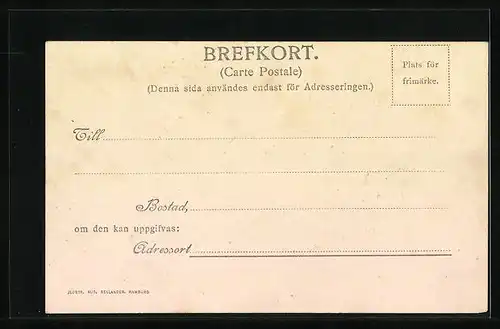 BREFKORT.
(Carte Postale)
(Denna sida användes endast för Adresseringen.)
Plats för
frimärke.
Till
Bostad,
om den kan uppgifvas:
Adressort
HAMBURG